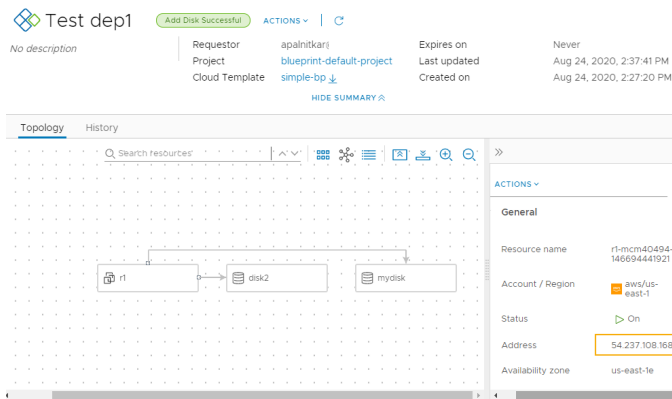 Test dep1
Add Disk Successful
ACTIONS
No description
Requestor
apalnitkar
Expires on
Never
Project
blueprint-default-project
Last updated
Aug 24, 2020, 2:37:41 PM
Cloud Template
simple-bp
Created on
Aug 24, 2020, 2:27:20 PM
HIDE SUMMARY
Topology
History
Search resources
r1
disk2
mydisk
ACTIONS
General
Resource name
r1-mcm40494-
146694441921
Account / Region
aws/us-
east-1
Status
On
Address
54.237.108.168
Availability zone
us-east-1e